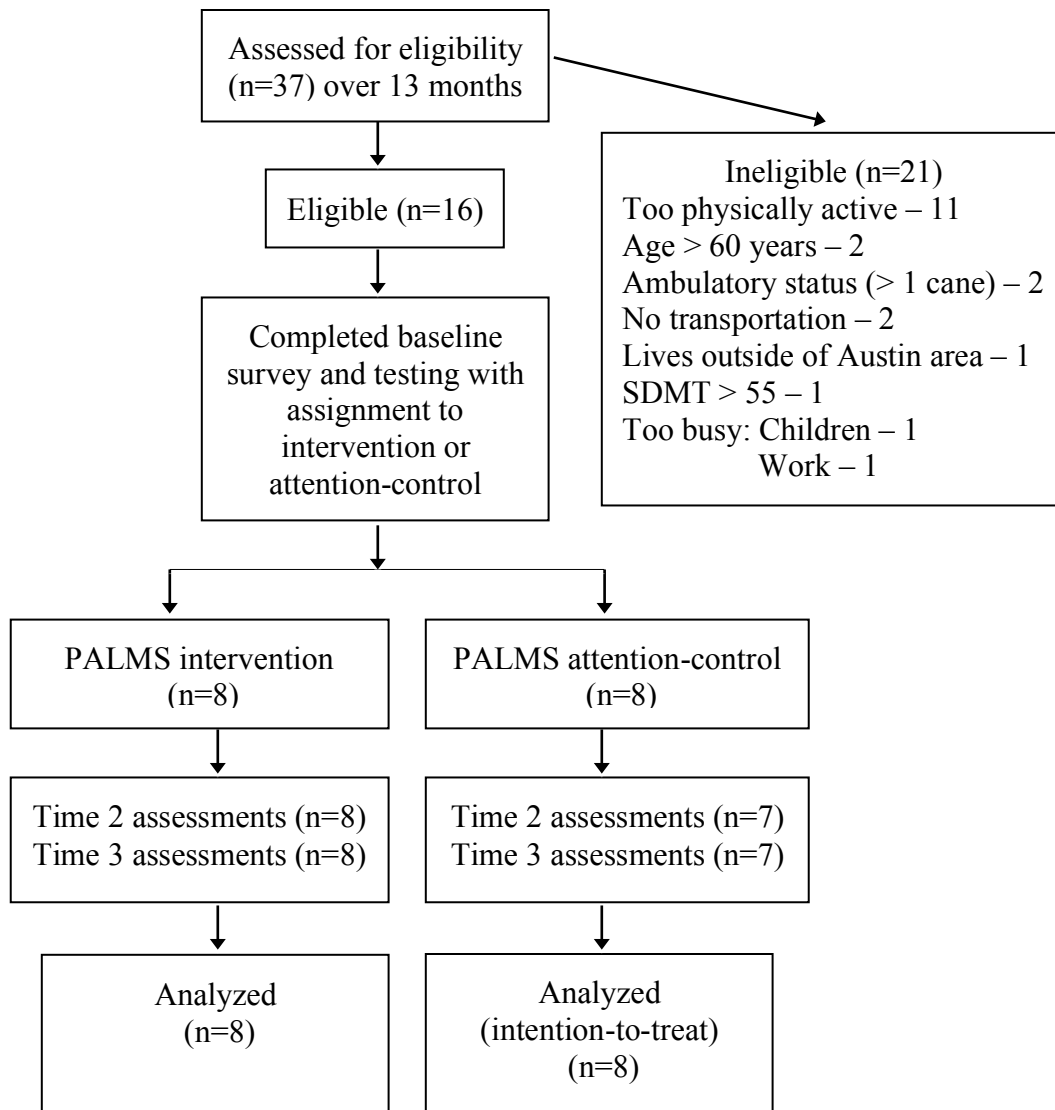 Assessed for eligibility
(n=37) over 13 months
Eligible (n=16)
Ineligible (n=21)
Too physically active – 11
Age > 60 years – 2
Ambulatory status (> 1 cane) – 2
No transportation – 2
Lives outside of Austin area – 1
SDMT > 55 – 1
Too busy: Children – 1
Work – 1
Completed baseline
survey and testing with
assignment to
intervention or
attention-control
PALMS intervention
(n=8)
PALMS attention-control
(n=8)
Time 2 assessments (n=8)
Time 3 assessments (n=8)
Time 2 assessments (n=7)
Time 3 assessments (n=7)
Analyzed
(n=8)
Analyzed
(intention-to-treat)
(n=8)